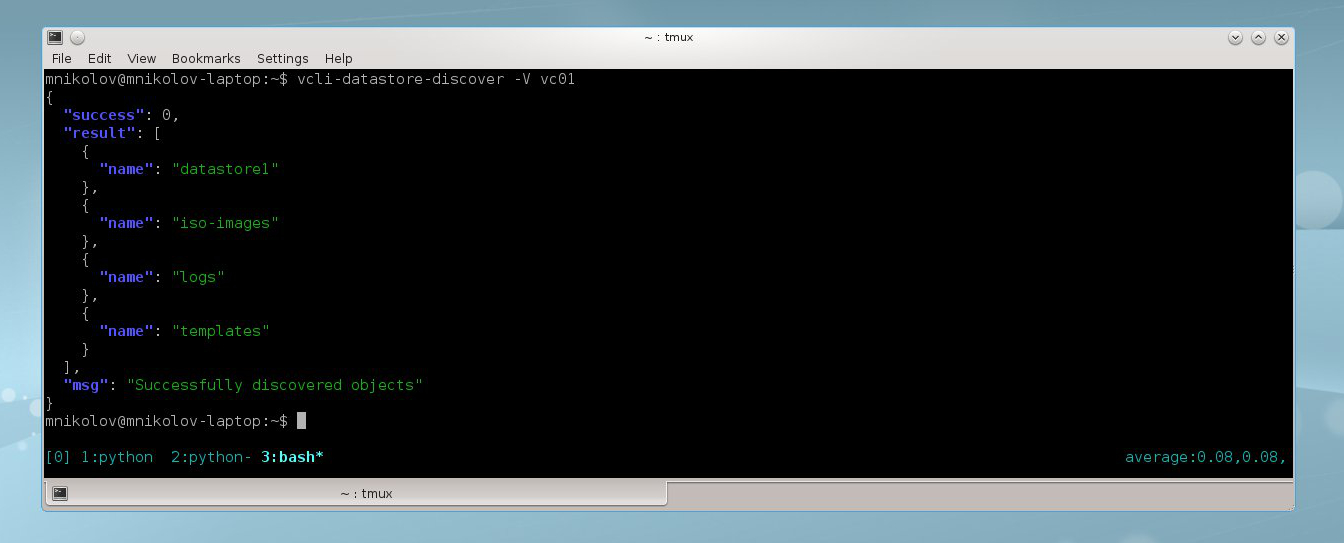 ~ : tmux
File Edit View Bookmarks Settings Help
mnikolov@mnikolov-laptop:~$ vcli-datastore-discover -V vc01
{
  "success": 0,
  "result": [
    {
      "name": "datastore1"
    },
    {
      "name": "iso-images"
    },
    {
      "name": "logs"
    },
    {
      "name": "templates"
    }
  ],
  "msg": "Successfully discovered objects"
}
mnikolov@mnikolov-laptop:~$
[0] 1:python  2:python- 3:bash* average:0.08,0.08,
~ : tmux